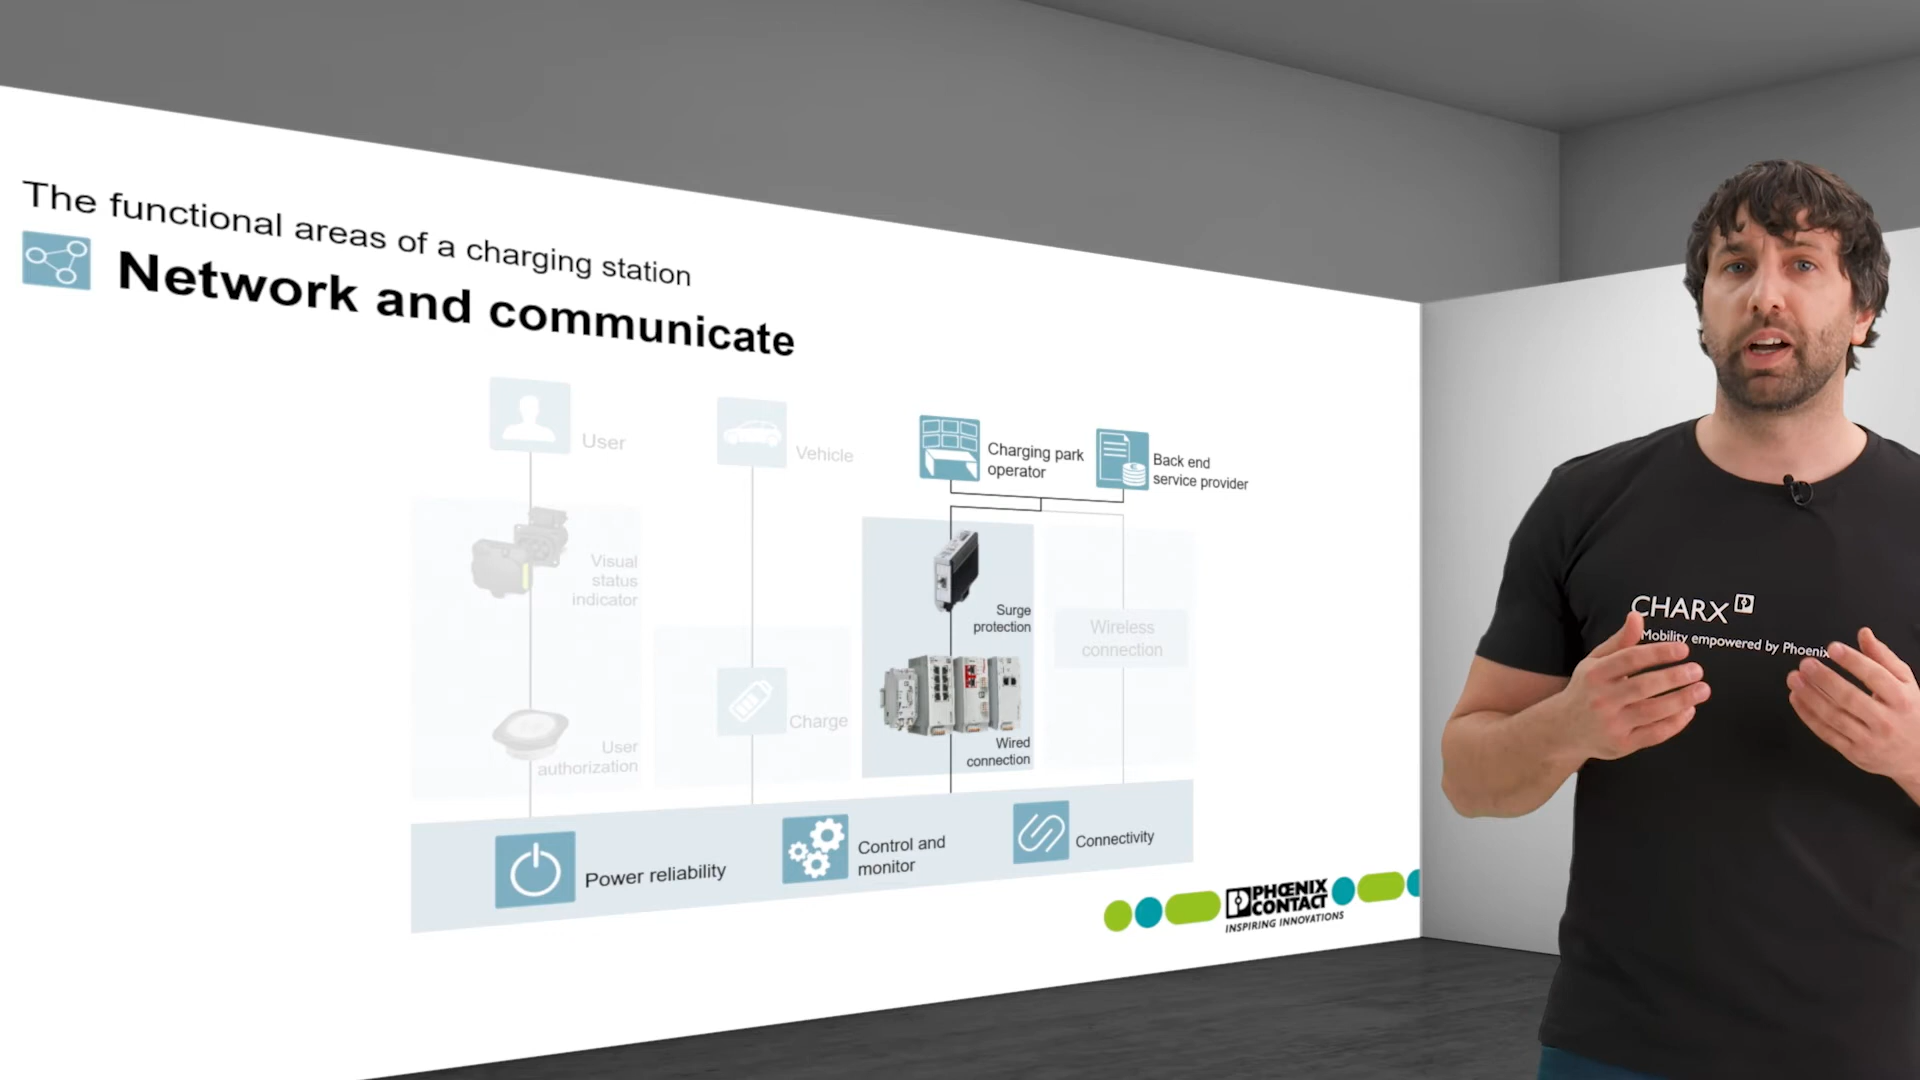 The functional areas of a charging station
Network and communicate
User
Vehicle
Charging park
operator
Back end
service provider
Visual
status
indicator
Surge
protection
Wireless
connection
Charge
User
authorization
Wired
connection
Power reliability
Control and
monitor
Connectivity
PHŒNIX
CONTACT
INSPIRING INNOVATIONS
CHARX
Mobility empowered by Phoenix